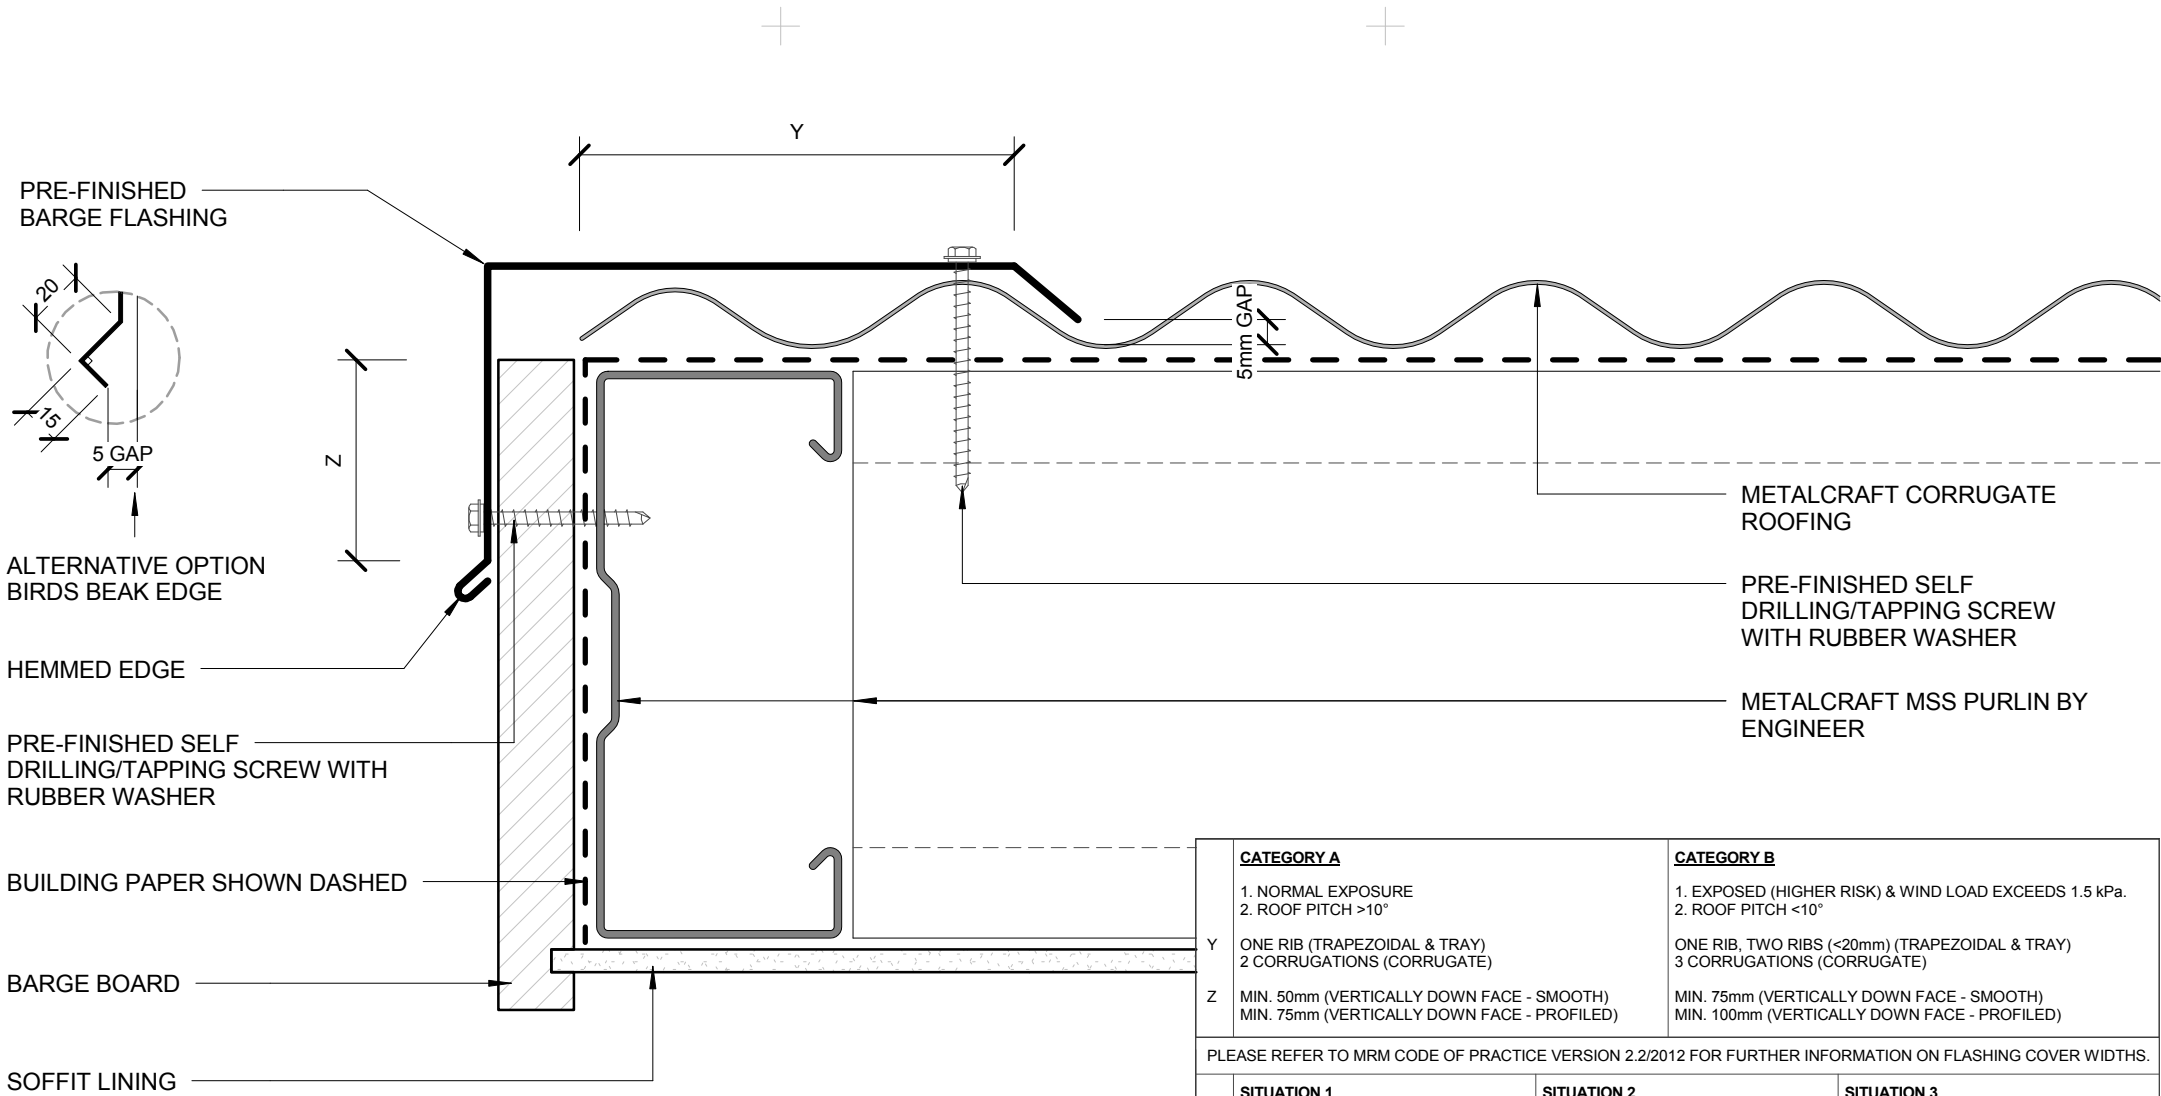 Y
PRE-FINISHED
BARGE FLASHING
20
15
5 GAP
Z
5mm GAP
ALTERNATIVE OPTION
BIRDS BEAK EDGE
HEMMED EDGE
PRE-FINISHED SELF
DRILLING/TAPPING SCREW WITH
RUBBER WASHER
BUILDING PAPER SHOWN DASHED
BARGE BOARD
SOFFIT LINING
METALCRAFT CORRUGATE
ROOFING
PRE-FINISHED SELF
DRILLING/TAPPING SCREW
WITH RUBBER WASHER
METALCRAFT MSS PURLIN BY
ENGINEER
CATEGORY A
1. NORMAL EXPOSURE
2. ROOF PITCH >10°
Y ONE RIB (TRAPEZOIDAL & TRAY)
2 CORRUGATIONS (CORRUGATE)
Z MIN. 50mm (VERTICALLY DOWN FACE - SMOOTH)
MIN. 75mm (VERTICALLY DOWN FACE - PROFILED)
CATEGORY B
1. EXPOSED (HIGHER RISK) & WIND LOAD EXCEEDS 1.5 kPa.
2. ROOF PITCH <10°
ONE RIB, TWO RIBS (<20mm) (TRAPEZOIDAL & TRAY)
3 CORRUGATIONS (CORRUGATE)
MIN. 75mm (VERTICALLY DOWN FACE - SMOOTH)
MIN. 100mm (VERTICALLY DOWN FACE - PROFILED)
PLEASE REFER TO MRM CODE OF PRACTICE VERSION 2.2/2012 FOR FURTHER INFORMATION ON FLASHING COVER WIDTHS.
SITUATION 1 SITUATION 2 SITUATION 3